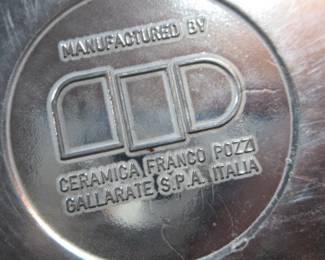 MANUFACTURED BY
CERAMICA FRANCO POZZI
GALLARATE S.P.A. ITALIA